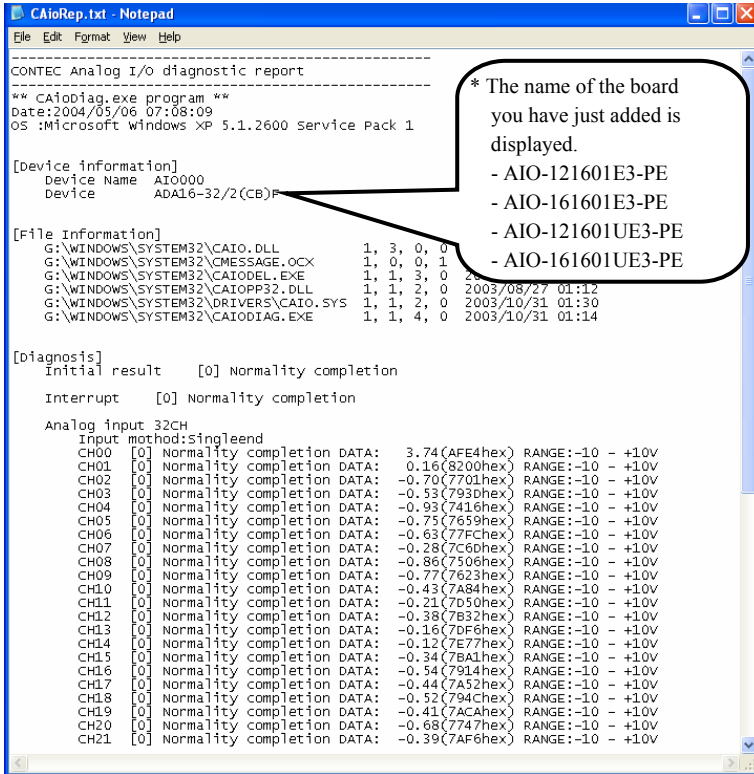 CAioRep.txt - Notepad
File Edit Format View Help
CONTEC Analog I/O diagnostic report
** CAioDiag.exe program **
Date:2004/05/06 07:08:09
OS :Microsoft Windows XP 5.1.2600 Service Pack 1
* The name of the board
you have just added is
displayed.
- AIO-121601E3-PE
- AIO-161601E3-PE
- AIO-121601UE3-PE
- AIO-161601UE3-PE
[Device information]
Device Name AIO000
Device ADA16-32/2(CB)F
[File Information]
G:\WINDOWS\SYSTEM32\CAIO.DLL 1, 3, 0, 0
G:\WINDOWS\SYSTEM32\CMESSAGE.OCX 1, 0, 0, 1
G:\WINDOWS\SYSTEM32\CAIODEL.EXE 1, 1, 3, 0
G:\WINDOWS\SYSTEM32\CAIOPP32.DLL 1, 1, 2, 0 2003/08/27 01:12
G:\WINDOWS\SYSTEM32\DRIVERS\CAIO.SYS 1, 1, 2, 0 2003/10/31 01:30
G:\WINDOWS\SYSTEM32\CAIODIAG.EXE 1, 1, 4, 0 2003/10/31 01:14
[Diagnosis]
Initial result [0] Normality completion
Interrupt [0] Normality completion
Analog input 32CH
Input mothod:Singleend
CH00 [0] Normality completion DATA: 3.74(AFE4hex) RANGE:-10 - +10V
CH01 [0] Normality completion DATA: 0.16(8200hex) RANGE:-10 - +10V
CH02 [0] Normality completion DATA: -0.70(7701hex) RANGE:-10 - +10V
CH03 [0] Normality completion DATA: -0.53(793Dhex) RANGE:-10 - +10V
CH04 [0] Normality completion DATA: -0.93(7416hex) RANGE:-10 - +10V
CH05 [0] Normality completion DATA: -0.75(7659hex) RANGE:-10 - +10V
CH06 [0] Normality completion DATA: -0.63(77FChex) RANGE:-10 - +10V
CH07 [0] Normality completion DATA: -0.28(7C6Dhex) RANGE:-10 - +10V
CH08 [0] Normality completion DATA: -0.86(7506hex) RANGE:-10 - +10V
CH09 [0] Normality completion DATA: -0.77(7623hex) RANGE:-10 - +10V
CH10 [0] Normality completion DATA: -0.43(7A84hex) RANGE:-10 - +10V
CH11 [0] Normality completion DATA: -0.21(7D50hex) RANGE:-10 - +10V
CH12 [0] Normality completion DATA: -0.38(7B32hex) RANGE:-10 - +10V
CH13 [0] Normality completion DATA: -0.16(7DF6hex) RANGE:-10 - +10V
CH14 [0] Normality completion DATA: -0.12(7E77hex) RANGE:-10 - +10V
CH15 [0] Normality completion DATA: -0.34(7BA1hex) RANGE:-10 - +10V
CH16 [0] Normality completion DATA: -0.54(7914hex) RANGE:-10 - +10V
CH17 [0] Normality completion DATA: -0.44(7A52hex) RANGE:-10 - +10V
CH18 [0] Normality completion DATA: -0.52(794Chex) RANGE:-10 - +10V
CH19 [0] Normality completion DATA: -0.41(7ACAhex) RANGE:-10 - +10V
CH20 [0] Normality completion DATA: -0.68(7747hex) RANGE:-10 - +10V
CH21 [0] Normality completion DATA: -0.39(7AF6hex) RANGE:-10 - +10V